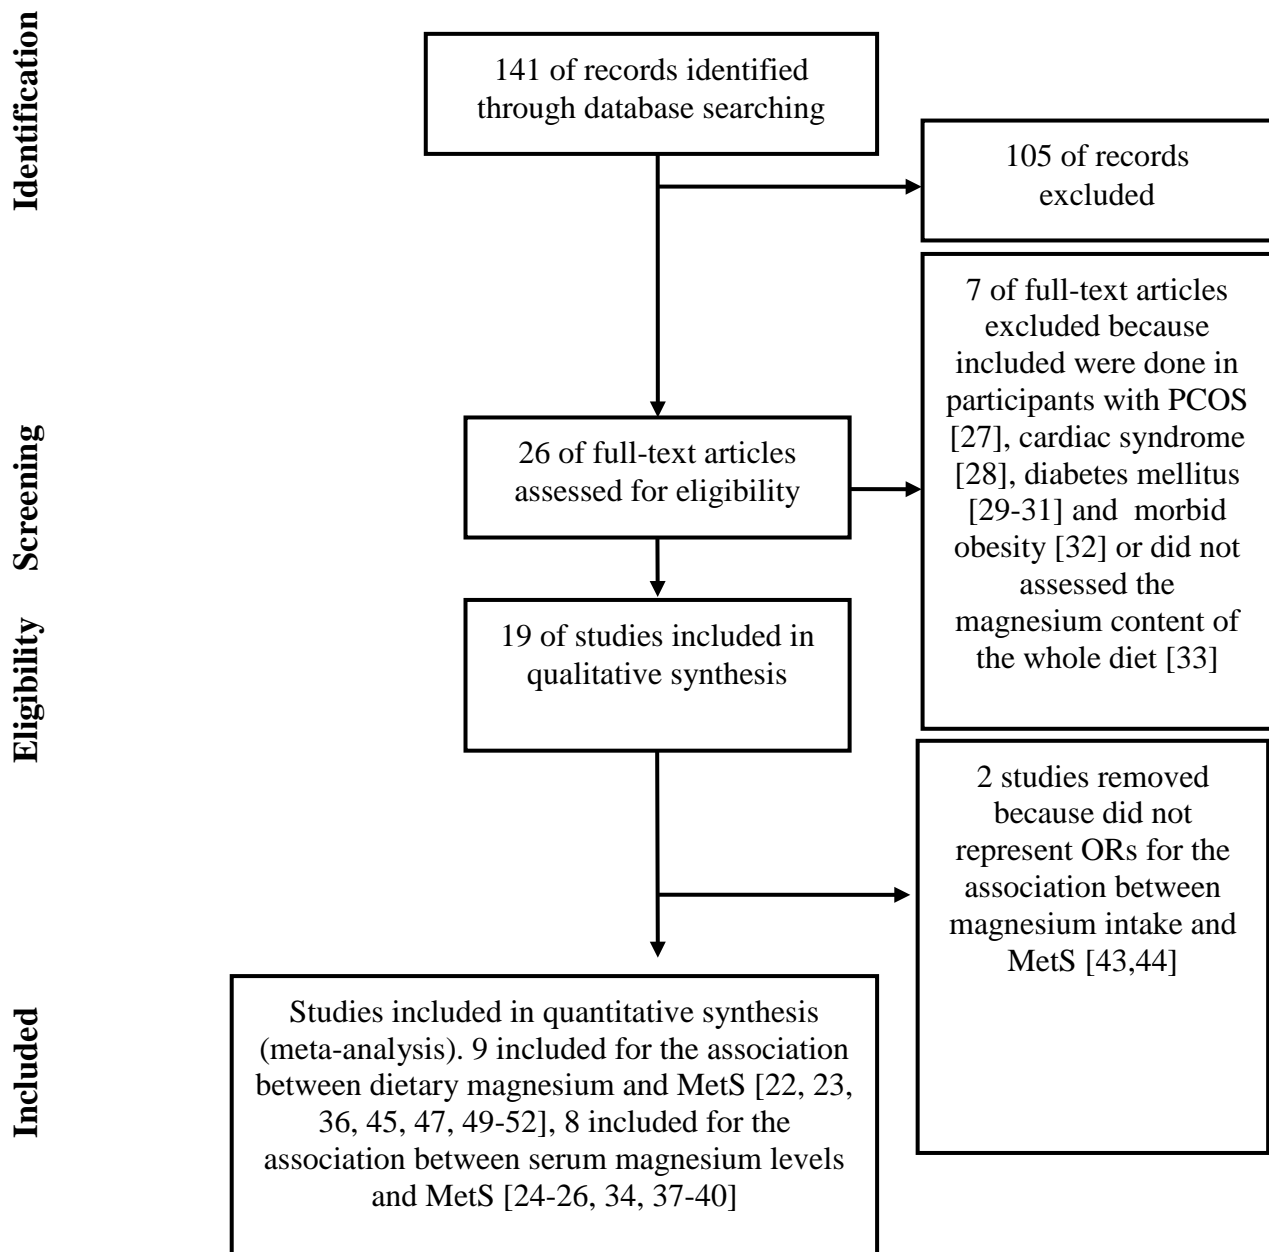 Identification
141 of records identified
through database searching
105 of records
excluded
Screening
26 of full-text articles
assessed for eligibility
7 of full-text articles
excluded because
included were done in
participants with PCOS
[27], cardiac syndrome
[28], diabetes mellitus
[29-31] and  morbid
obesity [32] or did not
assessed the
magnesium content of
the whole diet [33]
Eligibility
19 of studies included in
qualitative synthesis
2 studies removed
because did not
represent ORs for the
association between
magnesium intake and
MetS [43,44]
Included
Studies included in quantitative synthesis
(meta-analysis). 9 included for the association
between dietary magnesium and MetS [22, 23,
36, 45, 47, 49-52], 8 included for the
association between serum magnesium levels
and MetS [24-26, 34, 37-40]